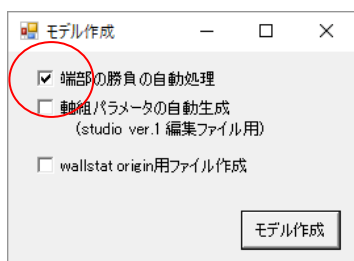 モデル作成
端部の勝負の自動処理
軸組パラメータの自動生成
(studio ver.1 編集ファイル用)
wallstat origin用ファイル作成
モデル作成